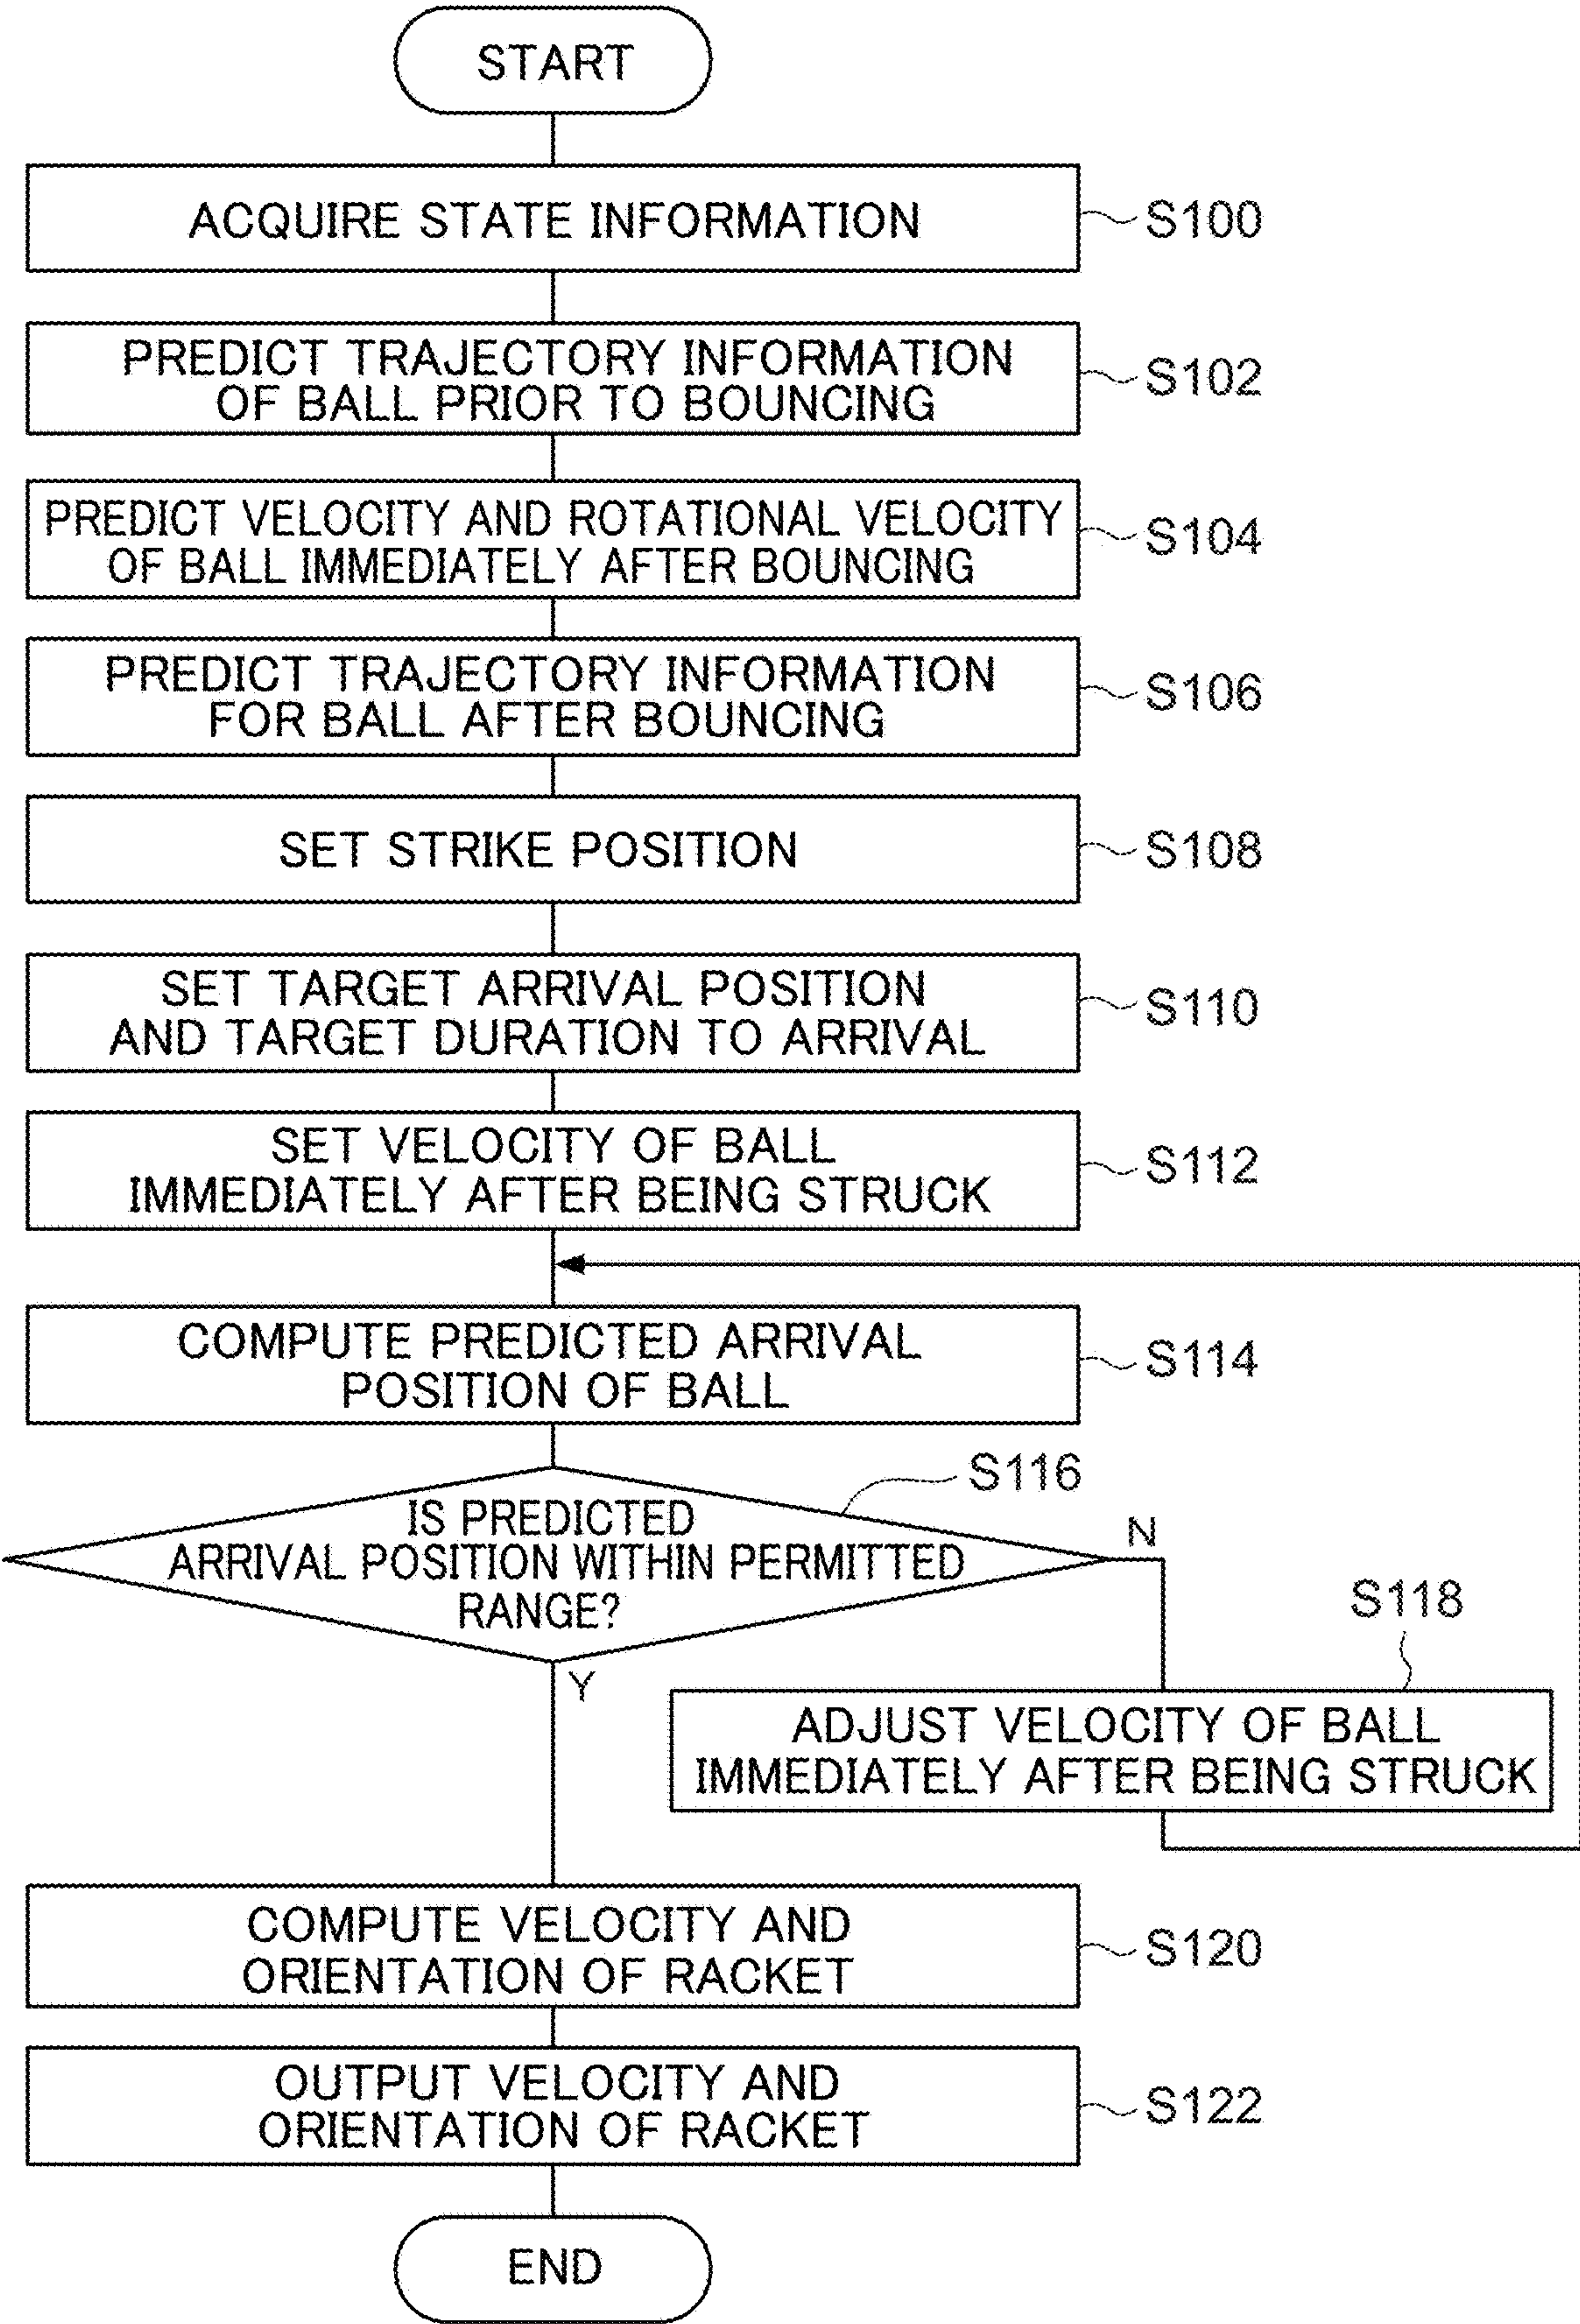 START
ACQUIRE STATE INFORMATION
S100
PREDICT TRAJECTORY INFORMATION
OF BALL PRIOR TO BOUNCING
S102
PREDICT VELOCITY AND ROTATIONAL VELOCITY
OF BALL IMMEDIATELY AFTER BOUNCING
S104
PREDICT TRAJECTORY INFORMATION
FOR BALL AFTER BOUNCING
S106
SET STRIKE POSITION
S108
SET TARGET ARRIVAL POSITION
AND TARGET DURATION TO ARRIVAL
S110
SET VELOCITY OF BALL
IMMEDIATELY AFTER BEING STRUCK
S112
COMPUTE PREDICTED ARRIVAL
POSITION OF BALL
S114
S116
IS PREDICTED
ARRIVAL POSITION WITHIN PERMITTED
RANGE?
N
Y
S118
ADJUST VELOCITY OF BALL
IMMEDIATELY AFTER BEING STRUCK
COMPUTE VELOCITY AND
ORIENTATION OF RACKET
S120
OUTPUT VELOCITY AND
ORIENTATION OF RACKET
S122
END